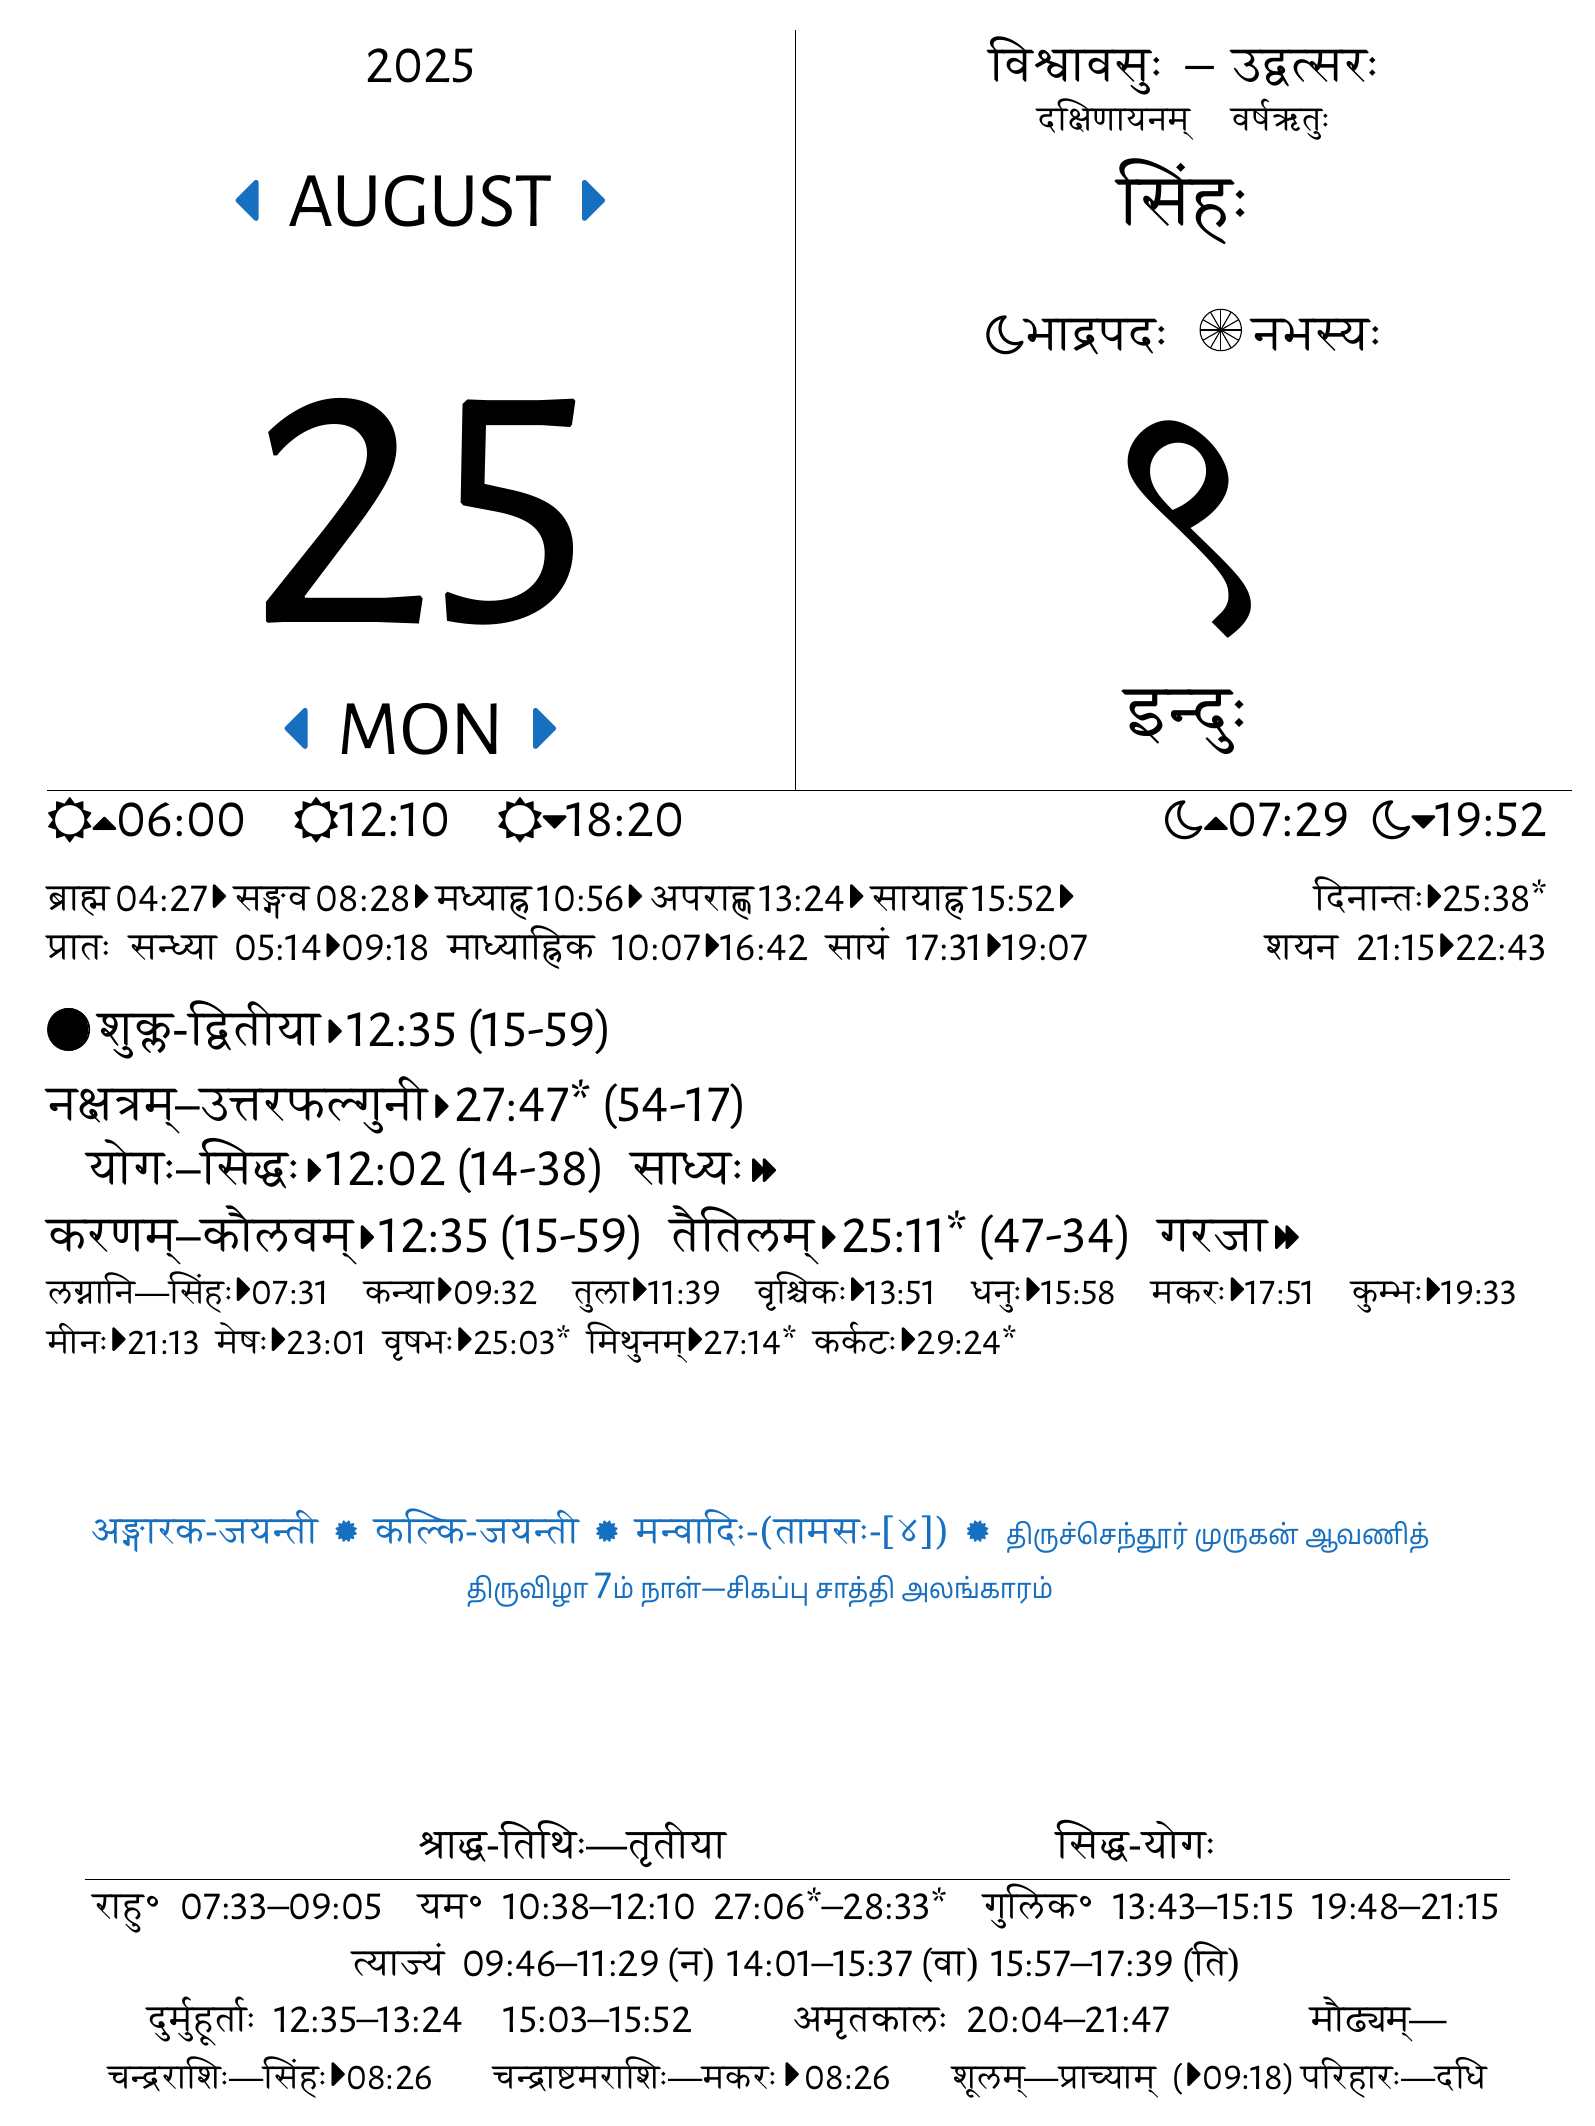 2025
AUGUST
25
MON
विश्वावसुः – उद्वत्सरः
दक्षिणायनम् वर्षऋतुः
सिंहः
भाद्रपदः नभस्यः
९
इन्दुः
06:00 12:10 18:20 07:29 19:52
ब्राह्म 04:27 सङ्गव 08:28 मध्याह्न 10:56 अपराह्ण 13:24 सायाह्न 15:52 दिनान्तः 25:38*
प्रातः सन्ध्या 05:14 09:18 माध्याह्निक 10:07 16:42 सायं 17:31 19:07 शयन 21:15 22:43
शुक्ल-द्वितीया 12:35 (15-59)
नक्षत्रम्–उत्तरफल्गुनी 27:47* (54-17)
योगः–सिद्धः 12:02 (14-38) साध्यः
करणम्–कौलवम् 12:35 (15-59) तैतिलम् 25:11* (47-34) गरजा
लग्नानि—सिंहः 07:31 कन्या 09:32 तुला 11:39 वृश्चिकः 13:51 धनुः 15:58 मकरः 17:51 कुम्भः 19:33
मीनः 21:13 मेषः 23:01 वृषभः 25:03* मिथुनम् 27:14* कर्कटः 29:24*
अङ्गारक-जयन्ती ✹ कल्कि-जयन्ती ✹ मन्वादिः-(तामसः-[४]) ✹ திருச்செந்தூர் முருகன் ஆவணித்
திருவிழா 7ம் நாள்—சிகப்பு சாத்தி அலங்காரம்
श्राद्ध-तिथिः—तृतीया सिद्ध-योगः
राहु॰ 07:33–09:05 यम॰ 10:38–12:10 27:06*–28:33* गुलिक॰ 13:43–15:15 19:48–21:15
त्याज्यं 09:46–11:29 (न) 14:01–15:37 (वा) 15:57–17:39 (ति)
दुर्मुहूर्ताः 12:35–13:24 15:03–15:52 अमृतकालः 20:04–21:47 मौढ्यम्—
चन्द्रराशिः—सिंहः 08:26 चन्द्राष्टमराशिः—मकरः 08:26 शूलम्—प्राच्याम् ( 09:18) परिहारः—दधि